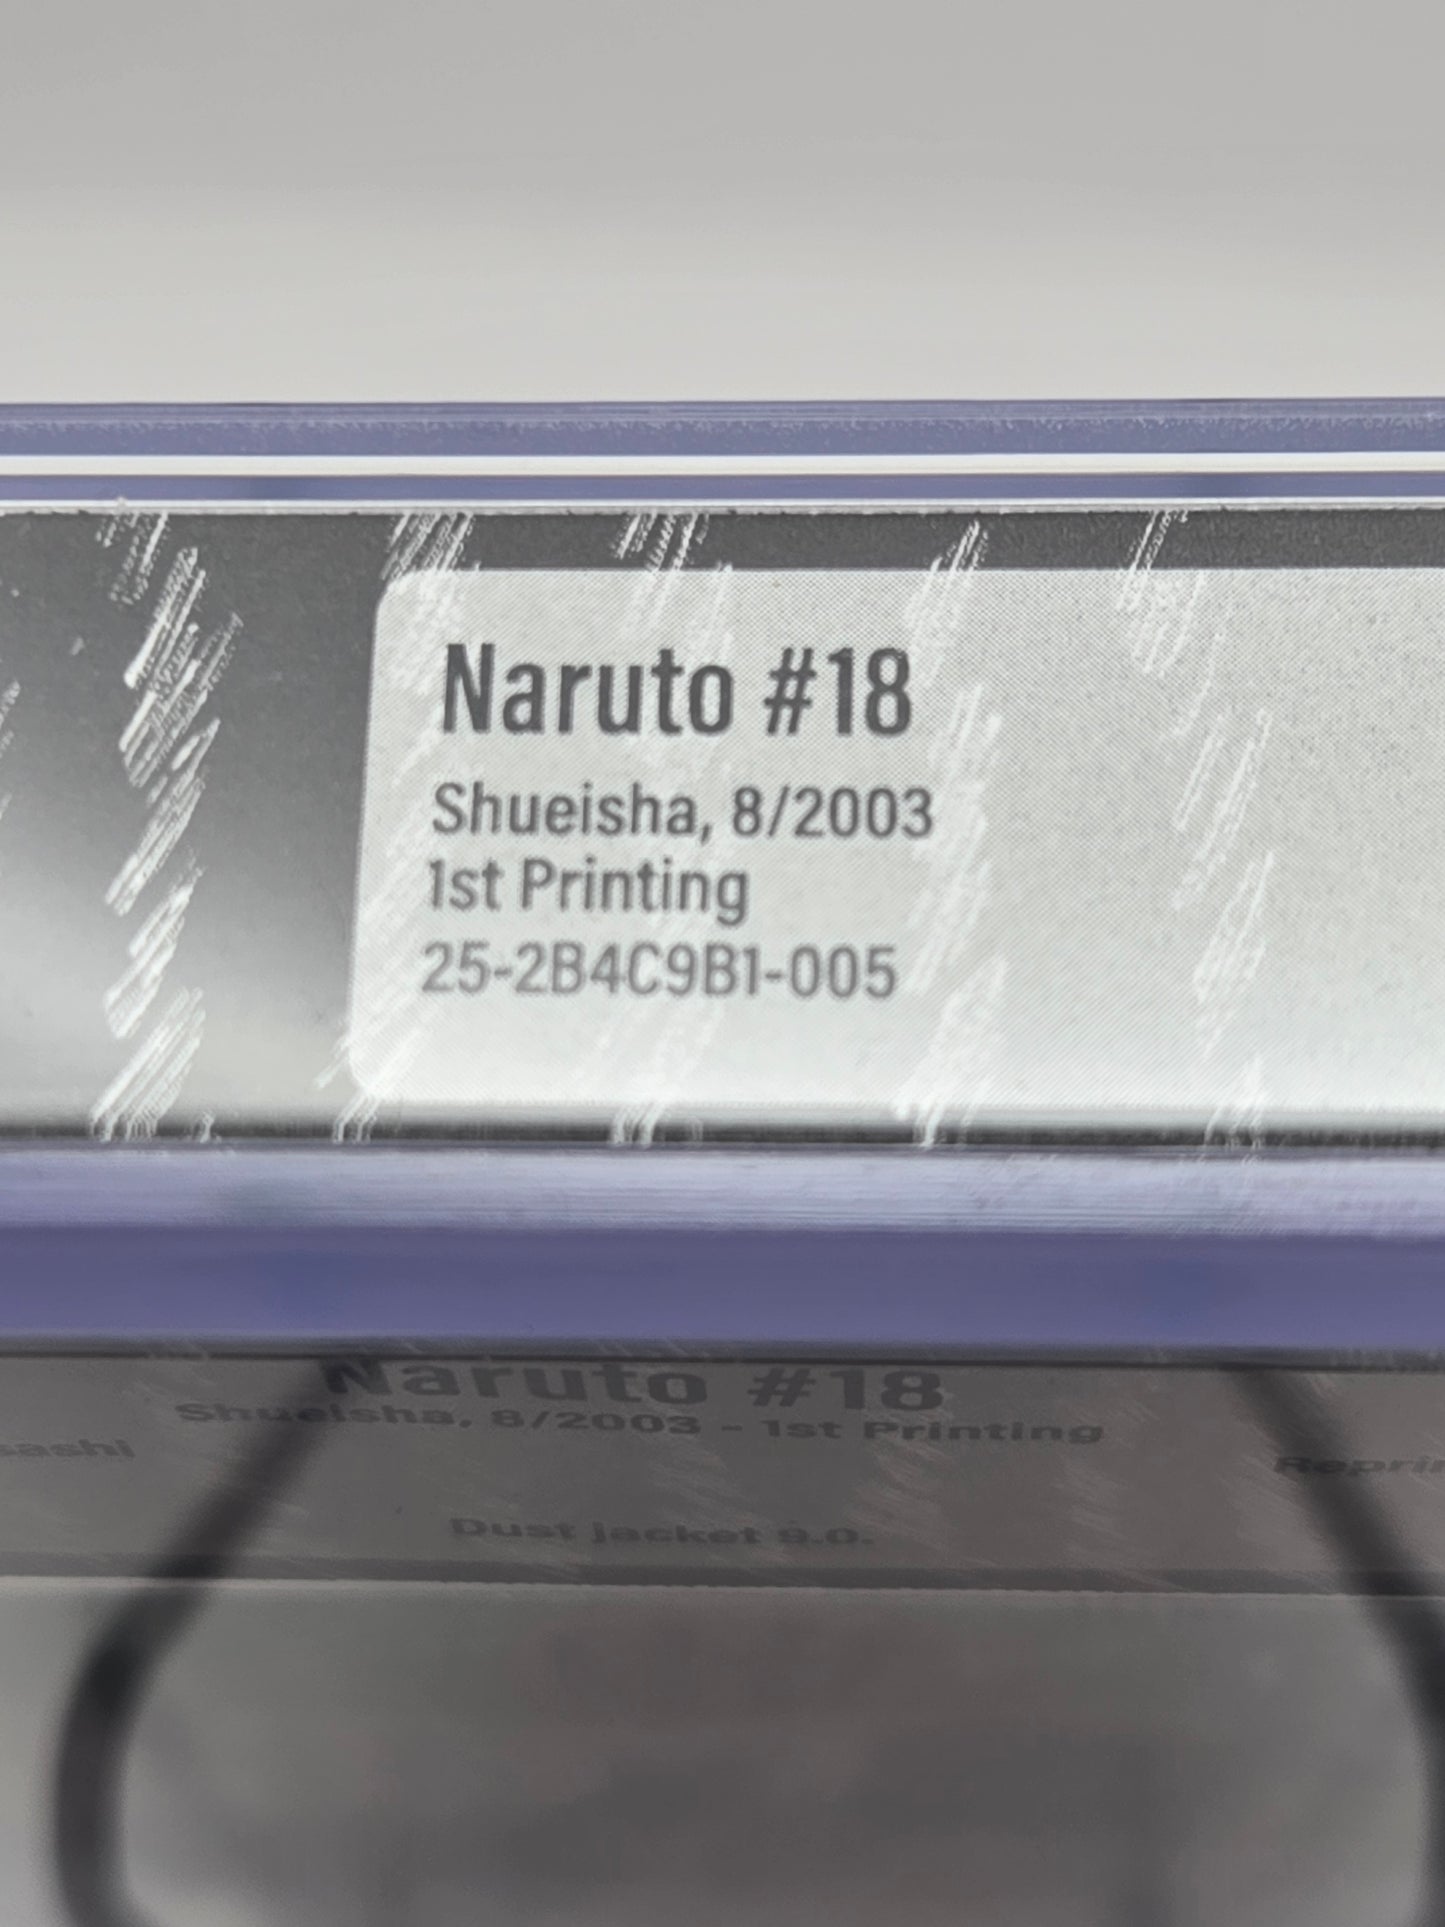 Naruto #18
Shueisha, 8/2003
1st Printing
25-2B4C9B1-005
Naruto #18
Shueisha, 8/2003 - 1st Printing
Dust jacket 9.0.